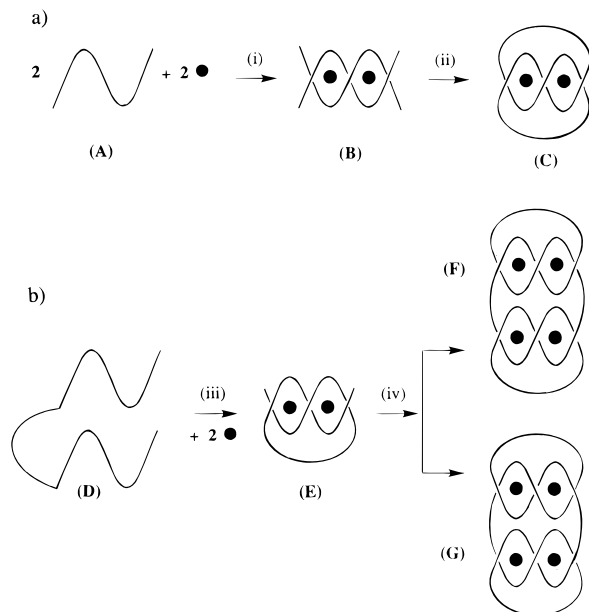 a)
2 + 2 ● (i) (ii)
(A) (B) (C)
(F)
b)
(iii) (iv)
+ 2 ●
(D) (E)
(G)